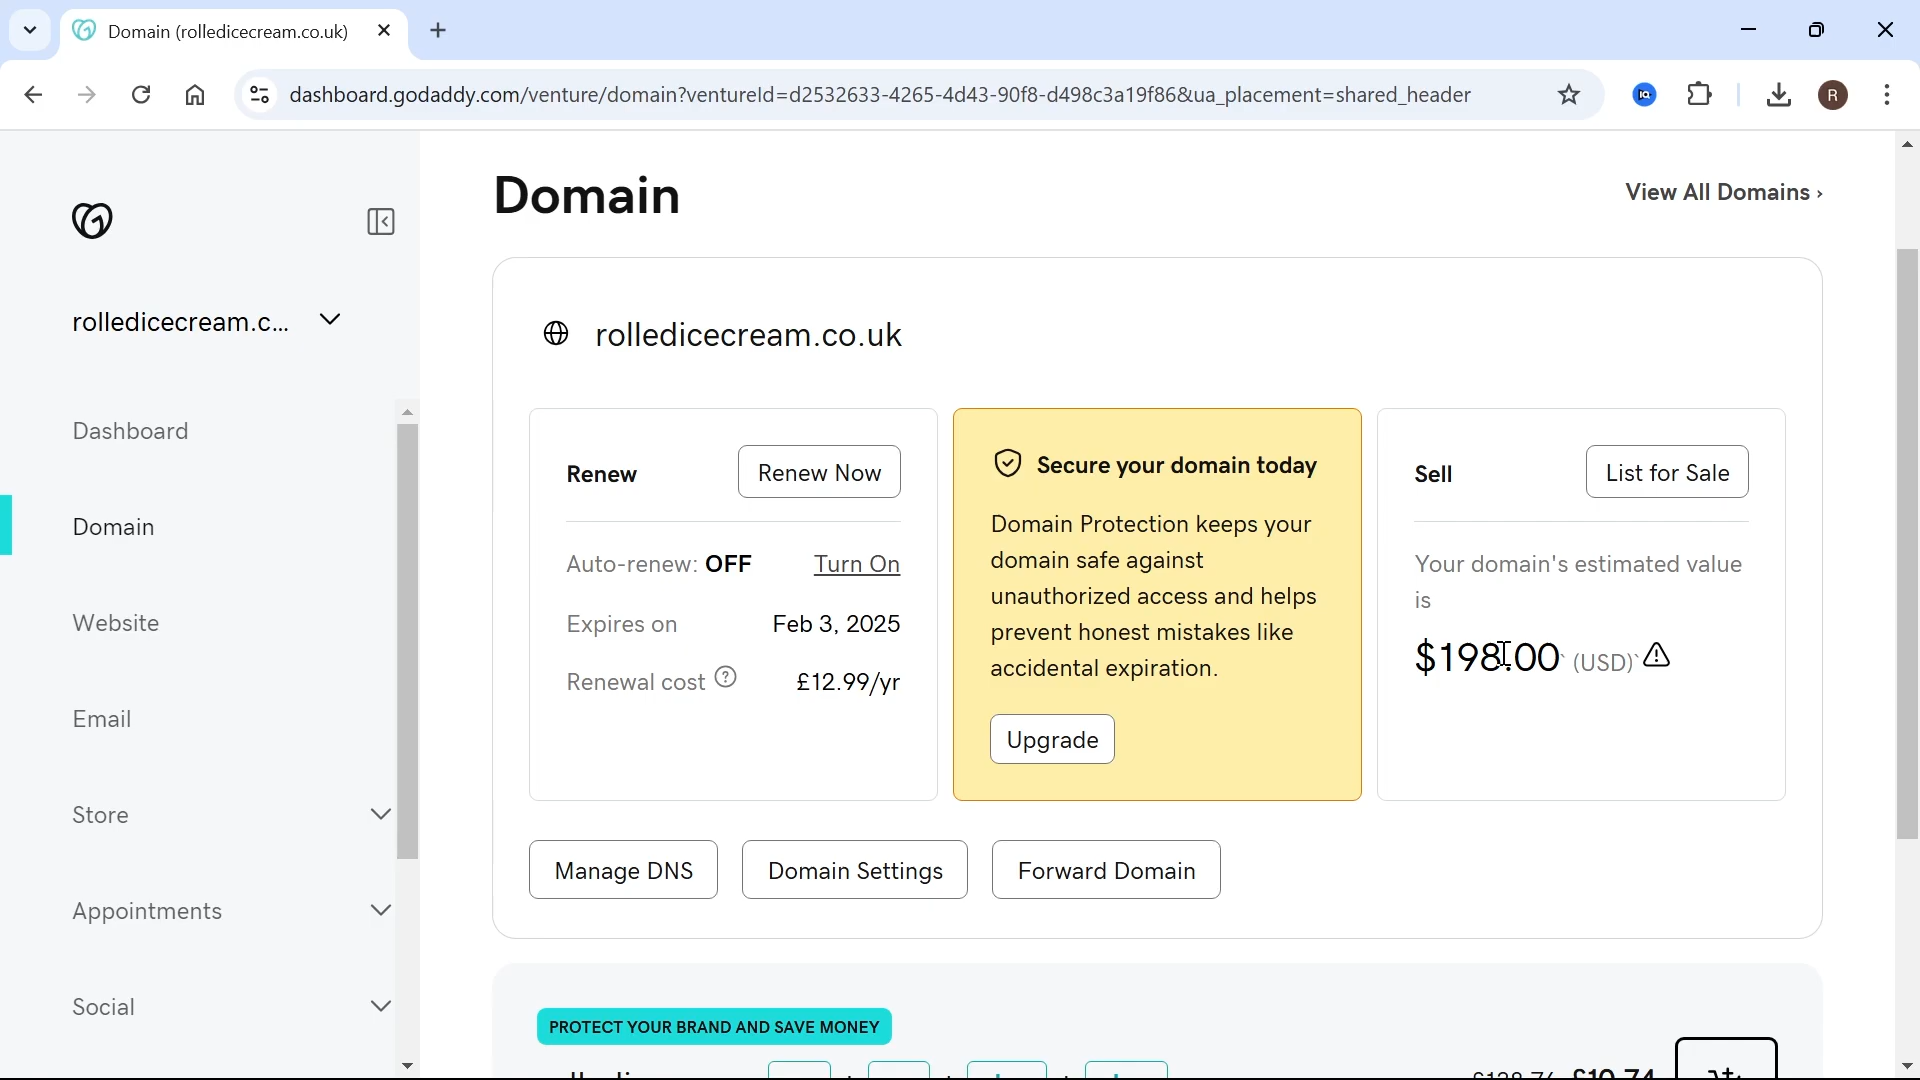 Domain (rolledicecream.co.uk)
dashboard.godaddy.com/venture/domain?ventureId=d2532633-4265-4d43-90f8-d498c3a19f86&ua_placement=shared_header
R
Domain
View All Domains ›
rolledicecream.c...
rolledicecream.co.uk
Dashboard
Domain
Website
Email
Store
Appointments
Social
Renew
Renew Now
Auto-renew: OFF
Turn On
Expires on
Feb 3, 2025
Renewal cost ?
£12.99/yr
Secure your domain today
Domain Protection keeps your
domain safe against
unauthorized access and helps
prevent honest mistakes like
accidental expiration.
Upgrade
Sell
List for Sale
Your domain's estimated value
is
$198.00` (USD)`
Manage DNS
Domain Settings
Forward Domain
PROTECT YOUR BRAND AND SAVE MONEY